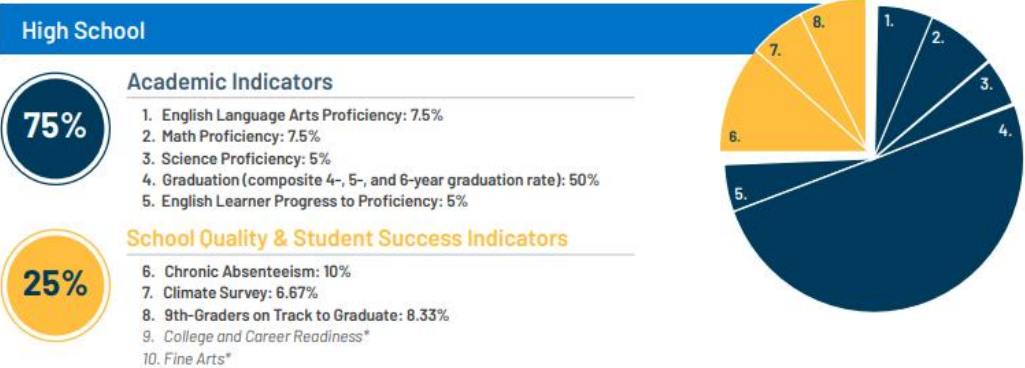 High School
75%
Academic Indicators
1. English Language Arts Proficiency: 7.5%
2. Math Proficiency: 7.5%
3. Science Proficiency: 5%
4. Graduation (composite 4-, 5-, and 6-year graduation rate): 50%
5. English Learner Progress to Proficiency: 5%
25%
School Quality & Student Success Indicators
6. Chronic Absenteeism: 10%
7. Climate Survey: 6.67%
8. 9th-Graders on Track to Graduate: 8.33%
9. College and Career Readiness*
10. Fine Arts*
1.
2.
3.
4.
5.
6.
7.
8.